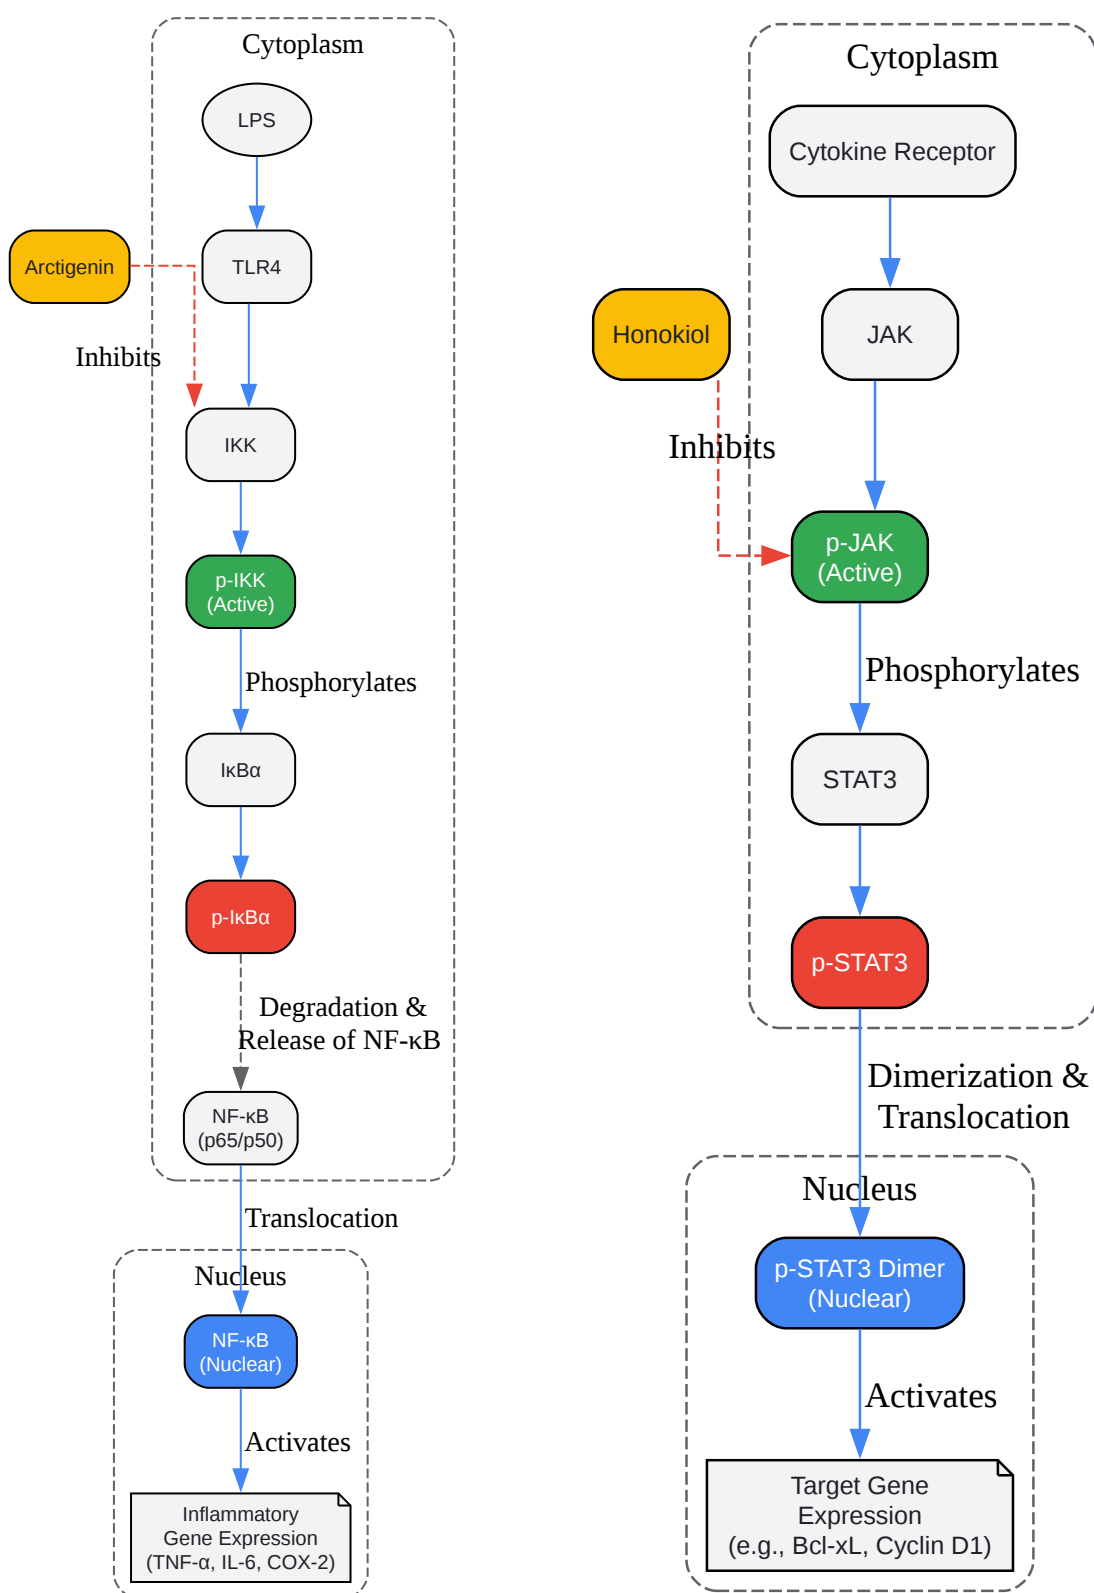 Cytoplasm
LPS
Arctigenin
TLR4
Inhibits
IKK
p-IKK
(Active)
Phosphorylates
IκBα
p-IκBα
Degradation &
Release of NF-κB
NF-κB
(p65/p50)
Translocation
Nucleus
NF-κB
(Nuclear)
Activates
Inflammatory
Gene Expression
(TNF-α, IL-6, COX-2)
Cytoplasm
Cytokine Receptor
Honokiol
JAK
Inhibits
p-JAK
(Active)
Phosphorylates
STAT3
p-STAT3
Dimerization &
Translocation
Nucleus
p-STAT3 Dimer
(Nuclear)
Activates
Target Gene
Expression
(e.g., Bcl-xL, Cyclin D1)